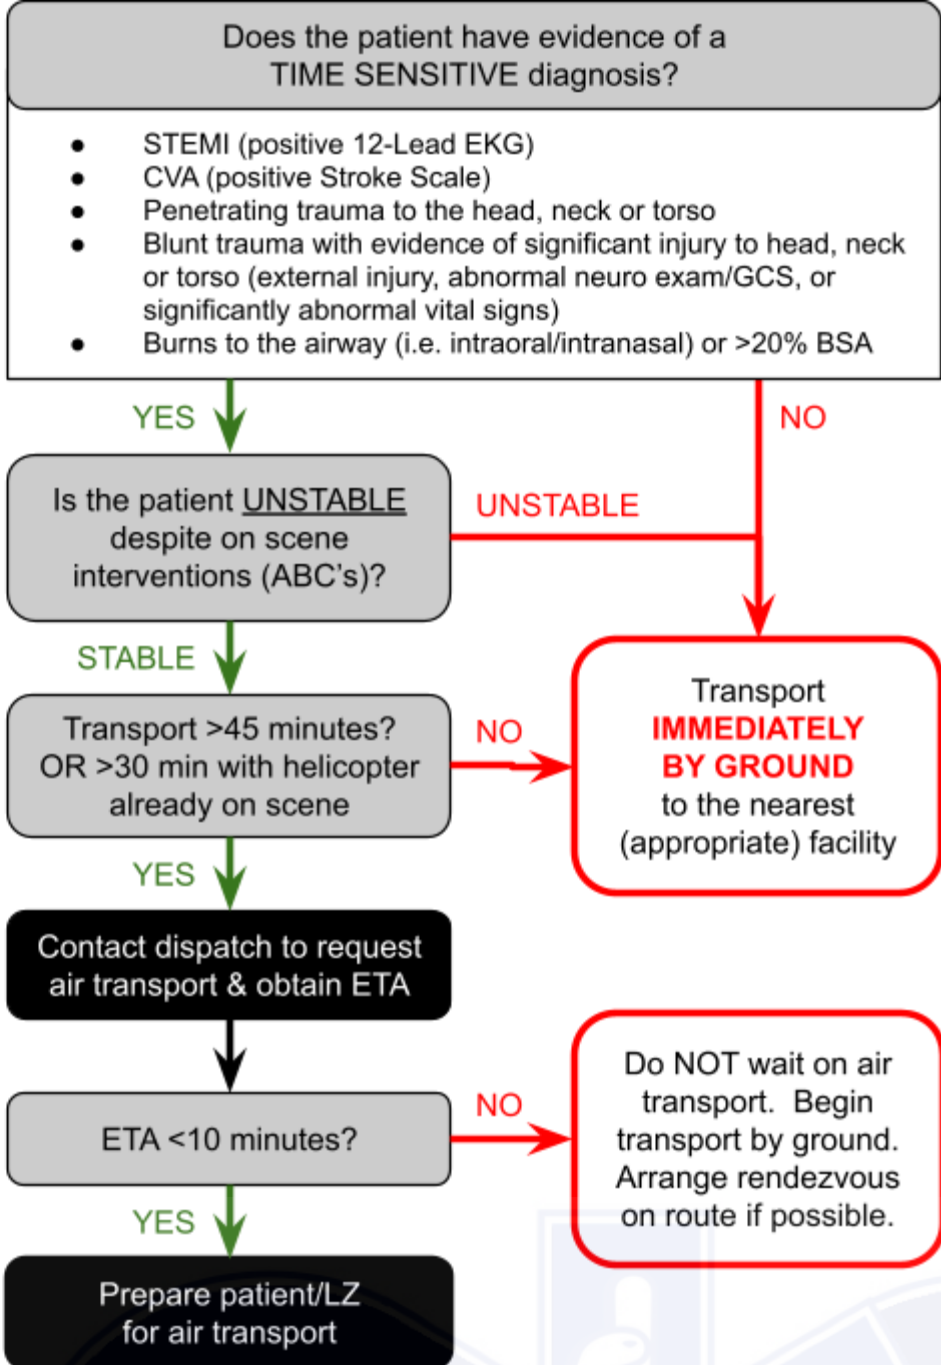 Does the patient have evidence of a
TIME SENSITIVE diagnosis?
● STEMI (positive 12-Lead EKG)
● CVA (positive Stroke Scale)
● Penetrating trauma to the head, neck or torso
● Blunt trauma with evidence of significant injury to head, neck
or torso (external injury, abnormal neuro exam/GCS, or
significantly abnormal vital signs)
● Burns to the airway (i.e. intraoral/intranasal) or >20% BSA
YES
NO
Is the patient UNSTABLE
despite on scene
interventions (ABC’s)?
UNSTABLE
STABLE
Transport >45 minutes?
OR >30 min with helicopter
already on scene
NO
Transport
IMMEDIATELY
BY GROUND
to the nearest
(appropriate) facility
YES
Contact dispatch to request
air transport & obtain ETA
ETA <10 minutes?
NO
Do NOT wait on air
transport. Begin
transport by ground.
Arrange rendezvous
on route if possible.
YES
Prepare patient/LZ
for air transport